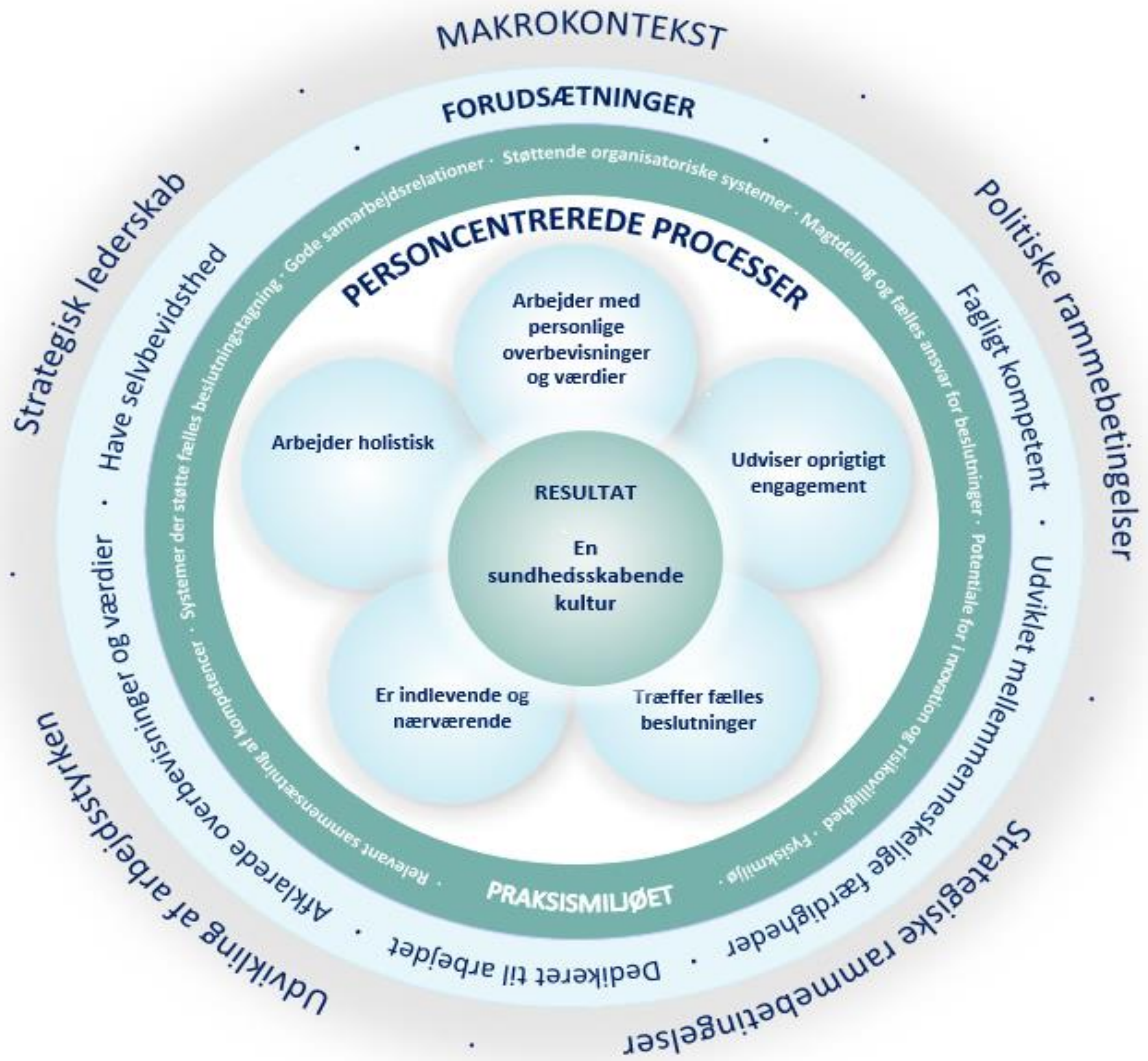 MAKROKONTEKST
Politiske rammebetingelser
Strategiske rammebetingelser
Udvikling af arbejdsstyrken
Strategisk lederskab
FORUDSÆTNINGER
Fagligt kompetent
Udviklet mellemmenneskelige færdigheder
Dedikeret til arbejdet
Afklarede overbevisninger og værdier
Have selvbevidsthed
PRAKSISMILJØET
Relevant sammensætning af kompetencer · Systemer der støtte fælles beslutningstagning · Gode samarbejdsrelationer · Støttende organisatoriske systemer · Magtdeling og fælles ansvar for beslutninger · Potentiale for innovation og risikovillighed · Fysiskmiljø ·
PERSONCENTREREDE PROCESSER
Arbejder med
personlige
overbevisninger
og værdier
Udviser oprigtigt
engagement
Træffer fælles
beslutninger
Er indlevende og
nærværende
Arbejder holistisk
RESULTAT
En
sundhedsskabende
kultur